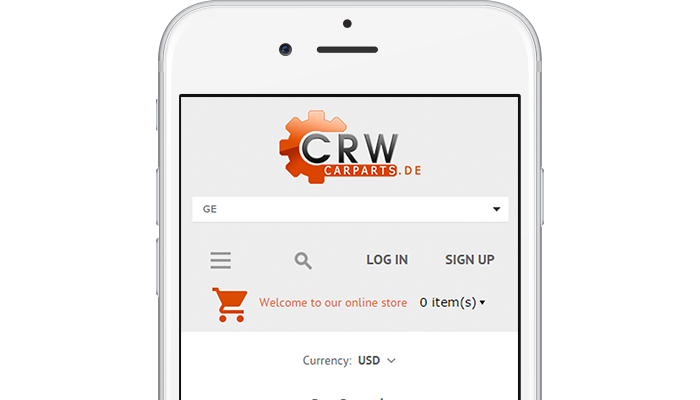 CRW
CARPARTS.DE
GE
LOG IN SIGN UP
Welcome to our online store 0 item(s)
Currency: USD